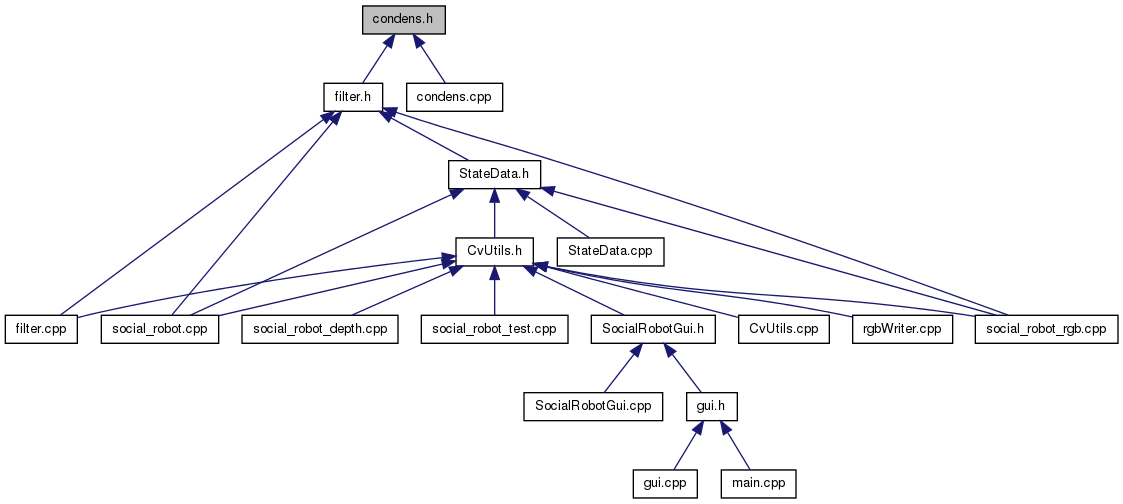 condens.h
filter.h
condens.cpp
StateData.h
CvUtils.h
StateData.cpp
filter.cpp
social_robot.cpp
social_robot_depth.cpp
social_robot_test.cpp
SocialRobotGui.h
CvUtils.cpp
rgbWriter.cpp
social_robot_rgb.cpp
SocialRobotGui.cpp
gui.h
gui.cpp
main.cpp